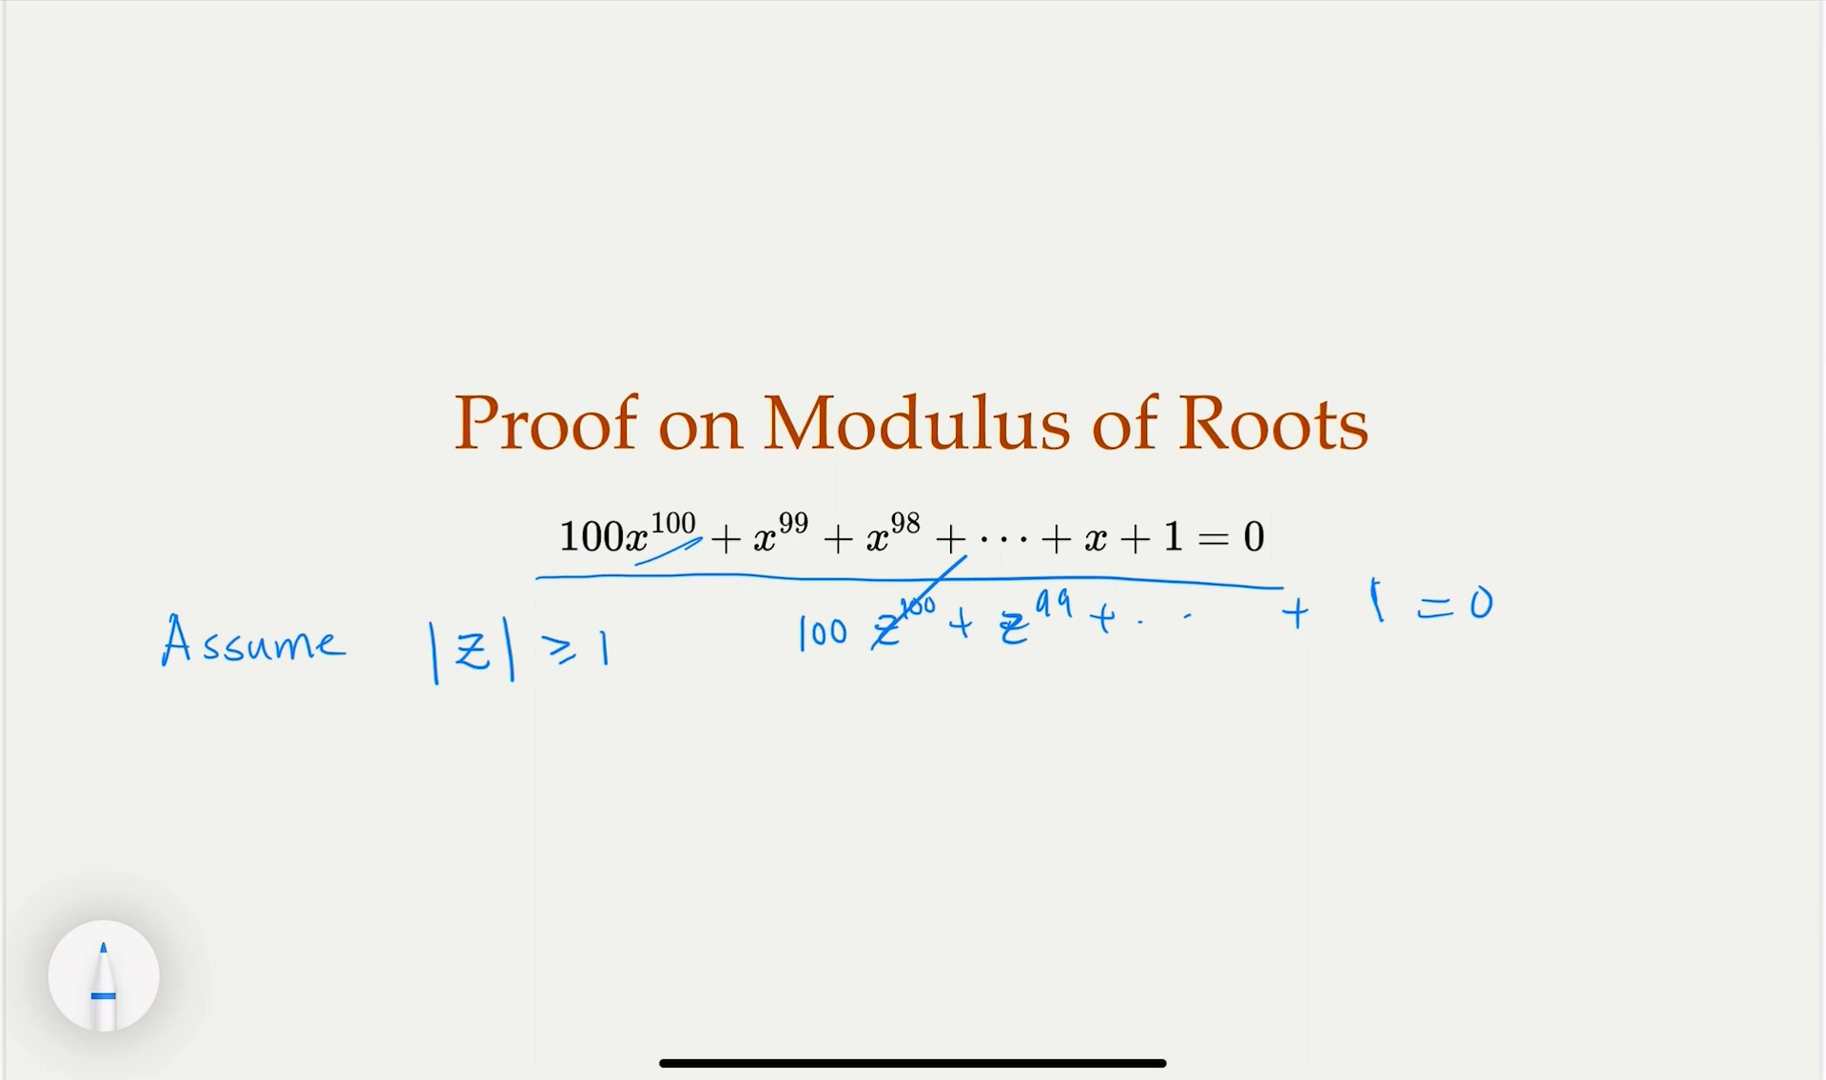 Proof on Modulus of Roots
100x^{100} + x^{99} + x^{98} + ··· + x + 1 = 0
Assume |z| ≥ 1 100 z^{100} + z^{99} + · · + 1 = 0